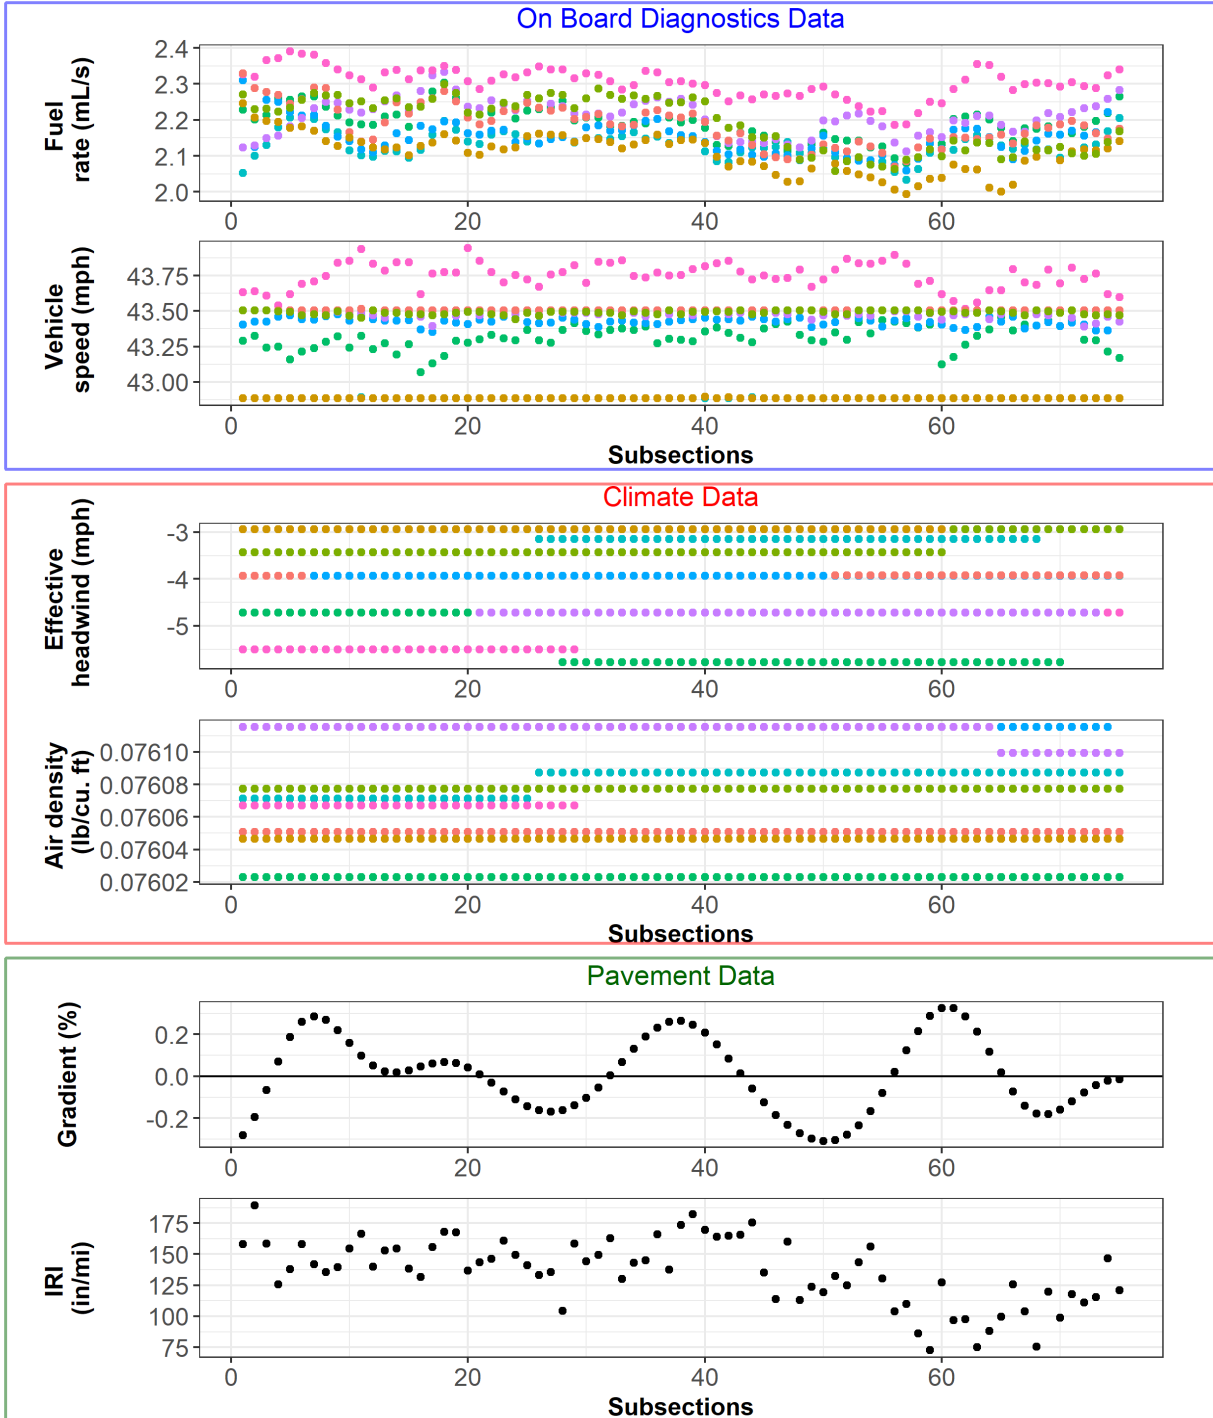 On Board Diagnostics Data
Fuel
rate (mL/s)
2.4
2.3
2.2
2.1
2.0
0 20 40 60
Vehicle
speed (mph)
43.75
43.50
43.25
43.00
0 20 40 60
Subsections
Climate Data
Effective
headwind (mph)
-3
-4
-5
0 20 40 60
Air density
(lb/cu. ft)
0.07610
0.07608
0.07606
0.07604
0.07602
0 20 40 60
Subsections
Pavement Data
Gradient (%)
0.2
0.0
-0.2
0 20 40 60
IRI
(in/mi)
175
150
125
100
75
0 20 40 60
Subsections